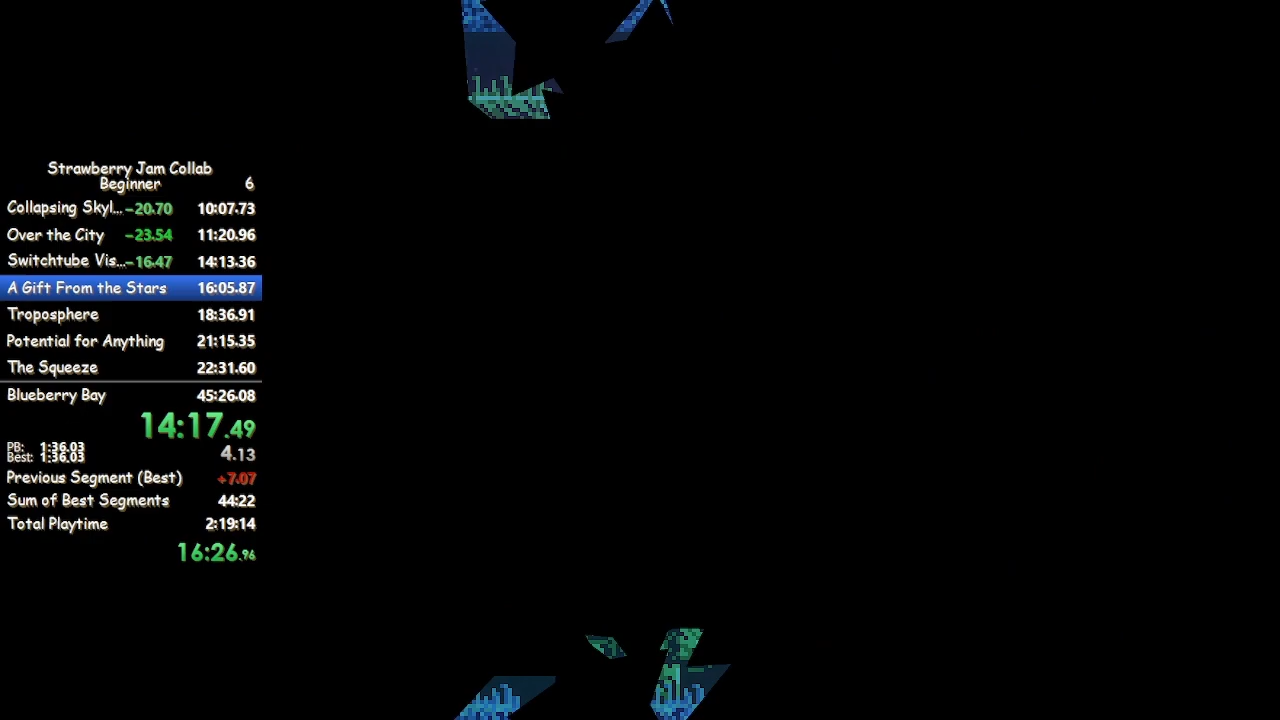 Strawberry Jam Collab
Beginner 6
Collapsing Skyl... -20.70 10:07.73
Over the City -23.54 11:20.96
Switchtube Vis... -16.47 14:13.36
A Gift From the Stars 16:05.87
Troposphere 18:36.91
Potential for Anything 21:15.35
The Squeeze 22:31.60
Blueberry Bay 45:26.08
14:17.49
PB: 1:36.03
Best: 1:36.03
4.13
Previous Segment (Best) +7.07
Sum of Best Segments 44:22
Total Playtime 2:19:14
16:26.96